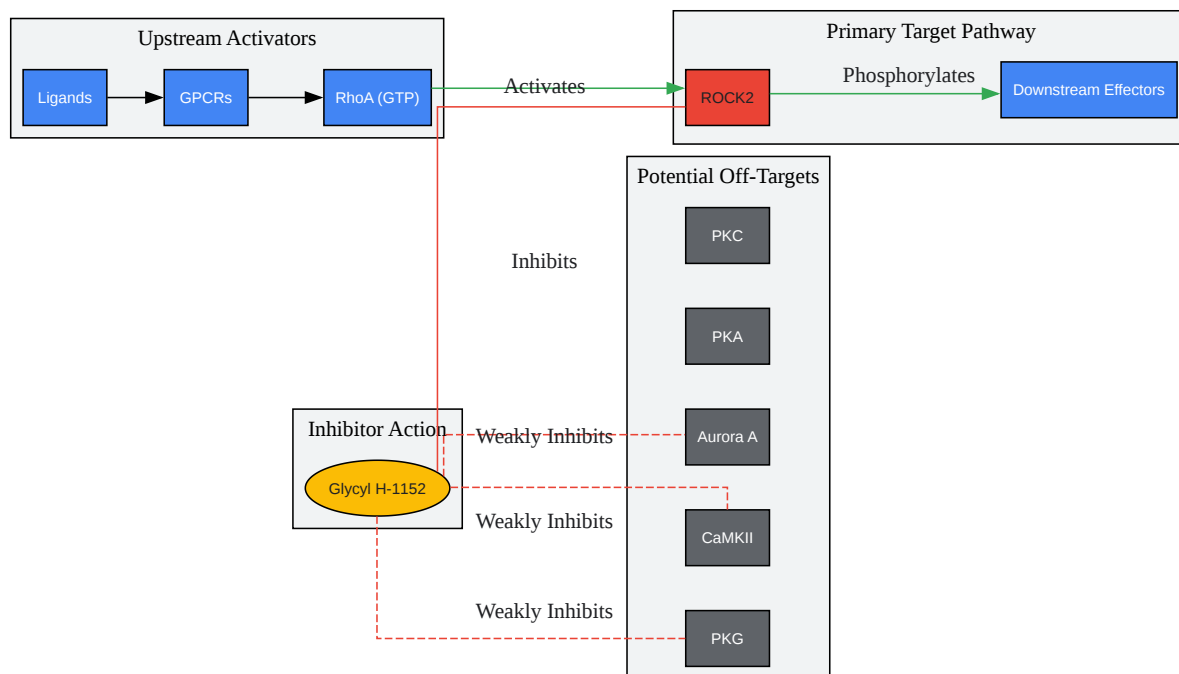 Upstream Activators
Ligands
GPCRs
RhoA (GTP)
Activates
Primary Target Pathway
ROCK2
Phosphorylates
Downstream Effectors
Potential Off-Targets
PKC
Inhibits
PKA
Inhibitor Action
Glycyl H-1152
Weakly Inhibits
Aurora A
Weakly Inhibits
CaMKII
Weakly Inhibits
PKG